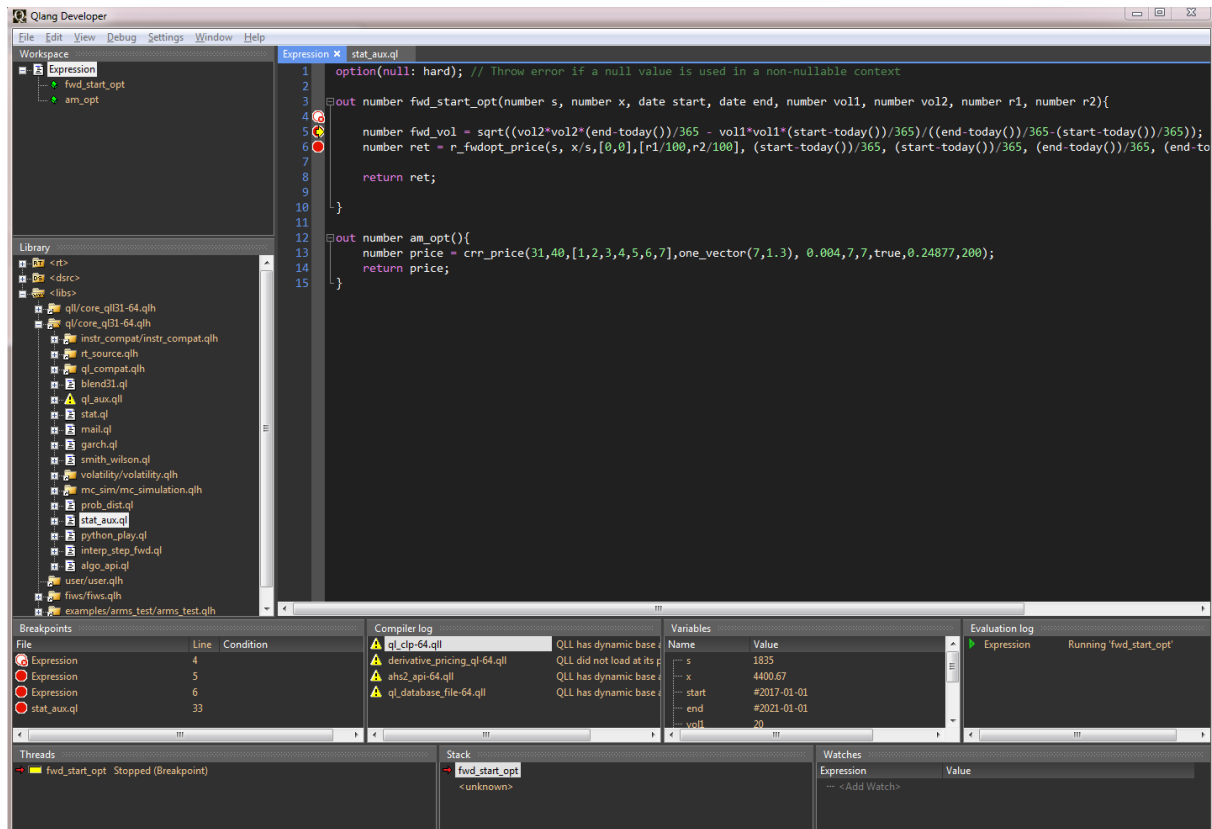 Qlang Developer
File Edit View Debug Settings Window Help
Workspace
Expression
fwd_start_opt
am_opt
Library
<rt>
<dsrc>
<libs>
qll/core_qll31-64.qlh
ql/core_ql31-64.qlh
instr_compat/instr_compat.qlh
rt_source.qlh
ql_compat.qlh
blend31.ql
ql_aux.qll
stat.ql
mail.ql
garch.ql
smith_wilson.ql
volatility/volatility.qlh
mc_sim/mc_simulation.qlh
prob_dist.ql
stat_aux.ql
python_play.ql
interp_step_fwd.ql
algo_api.ql
user/user.qlh
fiws/fiws.qlh
examples/arms_test/arms_test.qlh
Expression stat_aux.ql
1 option(null: hard); // Throw error if a null value is used in a non-nullable context
2
3 out number fwd_start_opt(number s, number x, date start, date end, number vol1, number vol2, number r1, number r2){
4
5 number fwd_vol = sqrt((vol2*vol2*(end-today())/365 - vol1*vol1*(start-today())/365)/((end-today())/365-(start-today())/365));
6 number ret = r_fwdopt_price(s, x/s,[0,0],[r1/100,r2/100], (start-today())/365, (start-today())/365, (end-today())/365, (end-to
7
8 return ret;
9
10 }
11
12 out number am_opt(){
13 number price = crr_price(31,40,[1,2,3,4,5,6,7],one_vector(7,1.3), 0.004,7,7,true,0.24877,200);
14 return price;
15 }
Breakpoints
File Line Condition
Expression 4
Expression 5
Expression 6
stat_aux.ql 33
Compiler log
ql_clp-64.qll QLL has dynamic base a
derivative_pricing_ql-64.qll QLL did not load at its p
ahs2_api-64.qll QLL has dynamic base a
ql_database_file-64.qll QLL has dynamic base a
Variables
Name Value
s 1835
x 4400.67
start #2017-01-01
end #2021-01-01
vol1 20
Evaluation log
Expression Running 'fwd_start_opt'
Threads
fwd_start_opt Stopped (Breakpoint)
Stack
fwd_start_opt
<unknown>
Watches
Expression Value
<Add Watch>